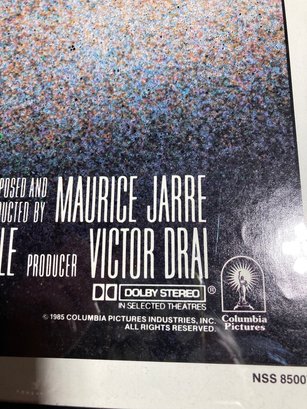 POSED AND
DUCTED BY MAURICE JARRE
LE PRODUCER VICTOR DRAI
DOLBY STEREO ®
IN SELECTED THEATRES
© 1985 COLUMBIA PICTURES INDUSTRIES, INC.
ALL RIGHTS RESERVED.
Columbia
Pictures
NSS 8500